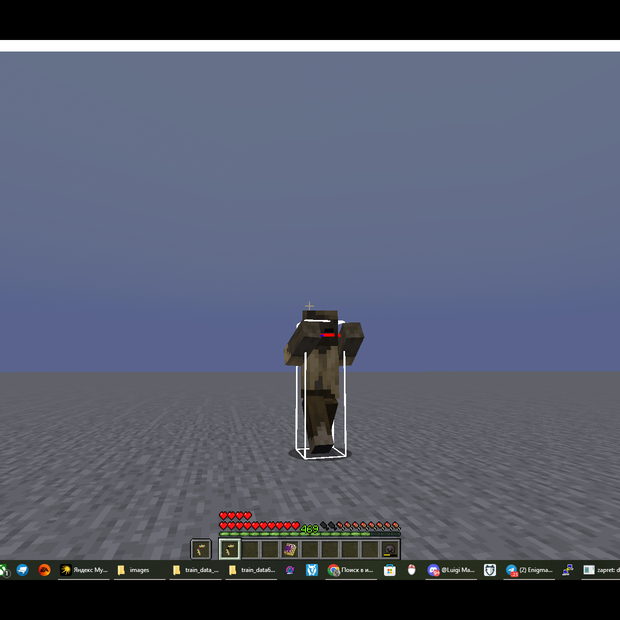 469
Яндекс Му...
images
train_data_...
train_data6...
Поиск в и...
@Luigi Ma...
(2) Enigma...
zapret: d